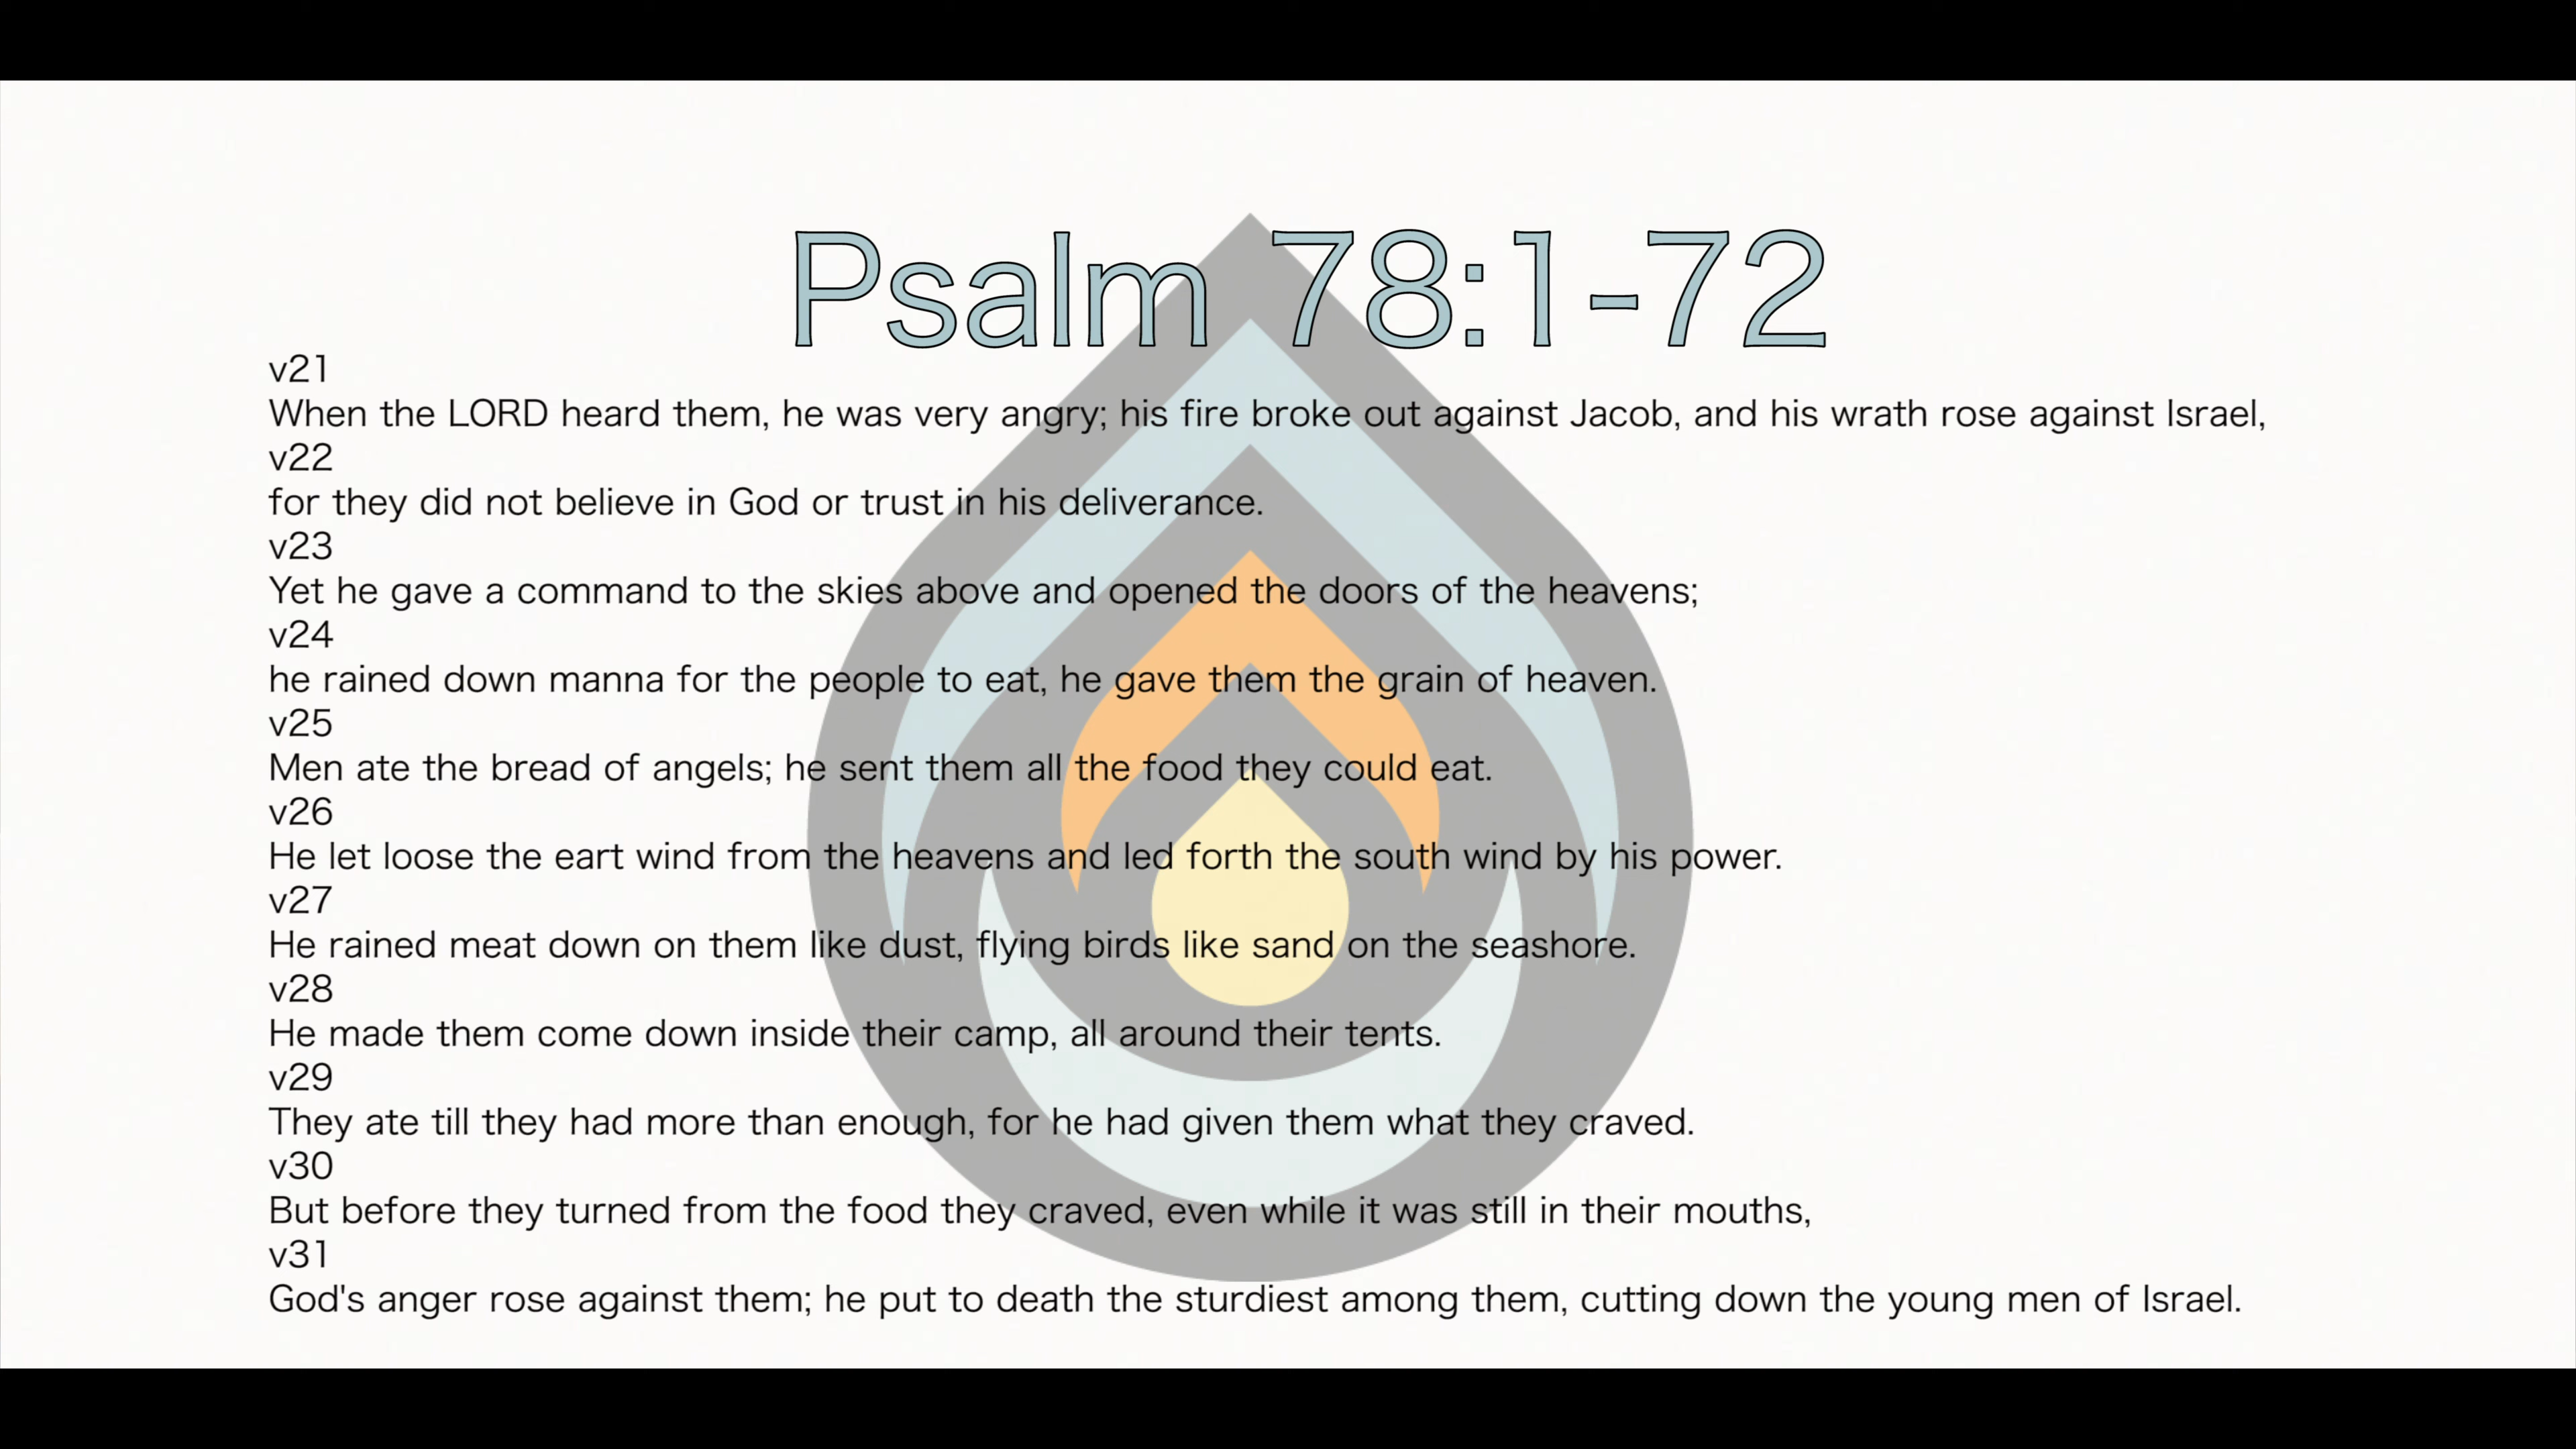 Psalm 78:1-72
v21
When the LORD heard them, he was very angry; his fire broke out against Jacob, and his wrath rose against Israel,
v22
for they did not believe in God or trust in his deliverance.
v23
Yet he gave a command to the skies above and opened the doors of the heavens;
v24
he rained down manna for the people to eat, he gave them the grain of heaven.
v25
Men ate the bread of angels; he sent them all the food they could eat.
v26
He let loose the eart wind from the heavens and led forth the south wind by his power.
v27
He rained meat down on them like dust, flying birds like sand on the seashore.
v28
He made them come down inside their camp, all around their tents.
v29
They ate till they had more than enough, for he had given them what they craved.
v30
But before they turned from the food they craved, even while it was still in their mouths,
v31
God's anger rose against them; he put to death the sturdiest among them, cutting down the young men of Israel.